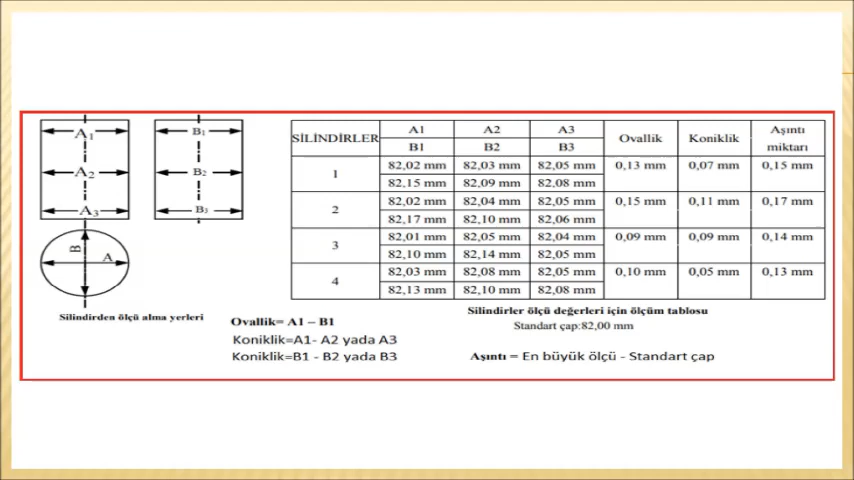 A1 B1
A2 B2
A3 B3
B
A
Silindirden ölçü alma yerleri
SİLİNDİRLER A1 A2 A3 Ovallik Koniklik Aşıntı miktarı
B1 B2 B3
1 82,02 mm 82,03 mm 82,05 mm 0,13 mm 0,07 mm 0,15 mm
82,15 mm 82,09 mm 82,08 mm
2 82,02 mm 82,04 mm 82,05 mm 0,15 mm 0,11 mm 0,17 mm
82,17 mm 82,10 mm 82,06 mm
3 82,01 mm 82,05 mm 82,04 mm 0,09 mm 0,09 mm 0,14 mm
82,10 mm 82,14 mm 82,05 mm
4 82,03 mm 82,08 mm 82,05 mm 0,10 mm 0,05 mm 0,13 mm
82,13 mm 82,10 mm 82,08 mm
Silindirler ölçü değerleri için ölçüm tablosu
Standart çap:82,00 mm
Ovallik= A1 – B1
Koniklik=A1- A2 yada A3
Koniklik=B1 - B2 yada B3
Aşıntı = En büyük ölçü - Standart çap